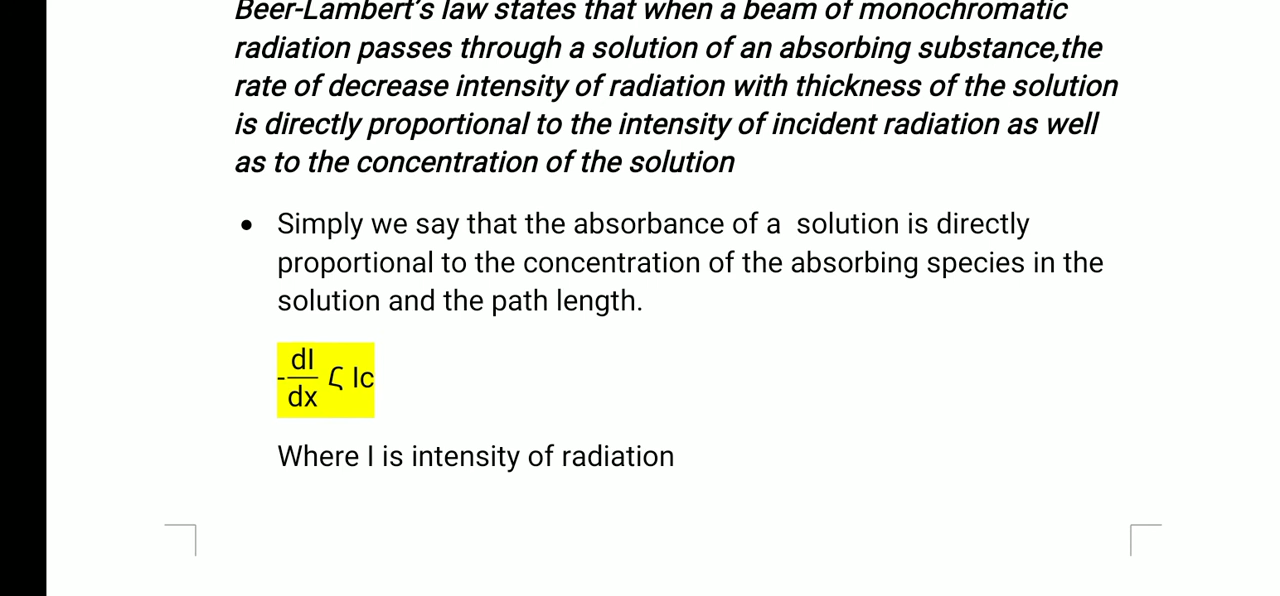 Beer-Lambert's law states that when a beam of monochromatic
radiation passes through a solution of an absorbing substance,the
rate of decrease intensity of radiation with thickness of the solution
is directly proportional to the intensity of incident radiation as well
as to the concentration of the solution
• Simply we say that the absorbance of a  solution is directly
proportional to the concentration of the absorbing species in the
solution and the path length.
-dI/dx ς Ic
Where I is intensity of radiation